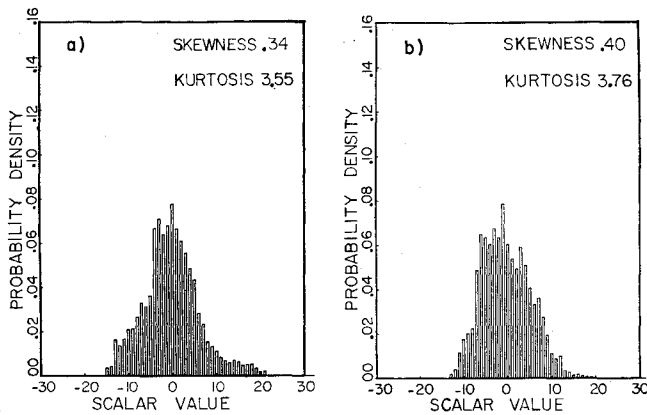 a)
SKEWNESS .34
KURTOSIS 3.55
PROBABILITY DENSITY
.16
.14
.12
.10
.08
.06
.04
.02
.00
-30 -20 -10 0 10 20 30
SCALAR VALUE
b)
SKEWNESS .40
KURTOSIS 3.76
PROBABILITY DENSITY
.16
.14
.12
.10
.08
.06
.04
.02
.00
-30 -20 -10 0 10 20 30
SCALAR VALUE